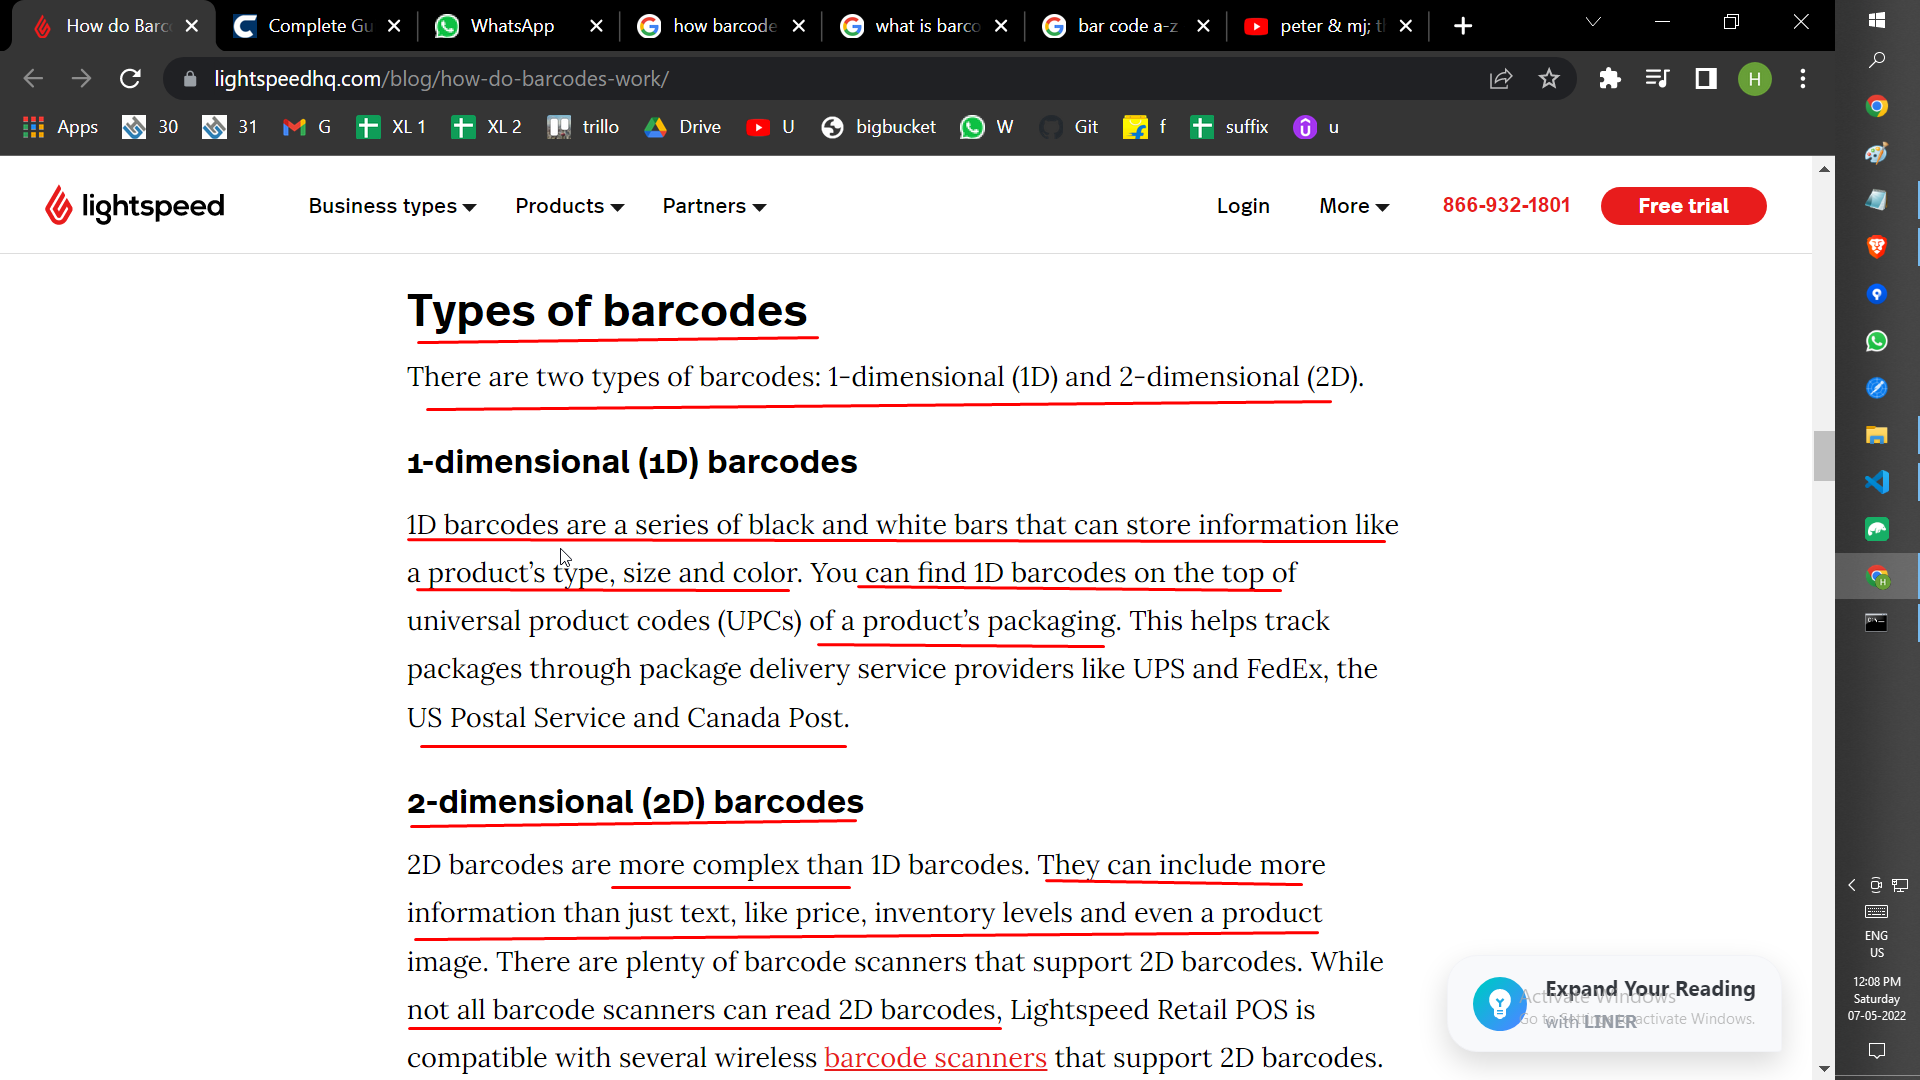 How do Barc
Complete Gu
WhatsApp
how barcode
what is barco
bar code a-z
peter & mj; t
lightspeedhq.com/blog/how-do-barcodes-work/
H
Apps
30
31
G
XL 1
XL 2
trillo
Drive
U
bigbucket
W
Git
f
suffix
u
lightspeed
Business types
Products
Partners
Login
More
866-932-1801
Free trial
Types of barcodes
There are two types of barcodes: 1-dimensional (1D) and 2-dimensional (2D).
1-dimensional (1D) barcodes
1D barcodes are a series of black and white bars that can store information like
a product’s type, size and color. You can find 1D barcodes on the top of
universal product codes (UPCs) of a product’s packaging. This helps track
packages through package delivery service providers like UPS and FedEx, the
US Postal Service and Canada Post.
2-dimensional (2D) barcodes
2D barcodes are more complex than 1D barcodes. They can include more
information than just text, like price, inventory levels and even a product
image. There are plenty of barcode scanners that support 2D barcodes. While
not all barcode scanners can read 2D barcodes, Lightspeed Retail POS is
compatible with several wireless barcode scanners that support 2D barcodes.
Expand Your Reading
with LINER
Activate Windows
Go to Settings to activate Windows.
ENG
US
12:08 PM
Saturday
07-05-2022